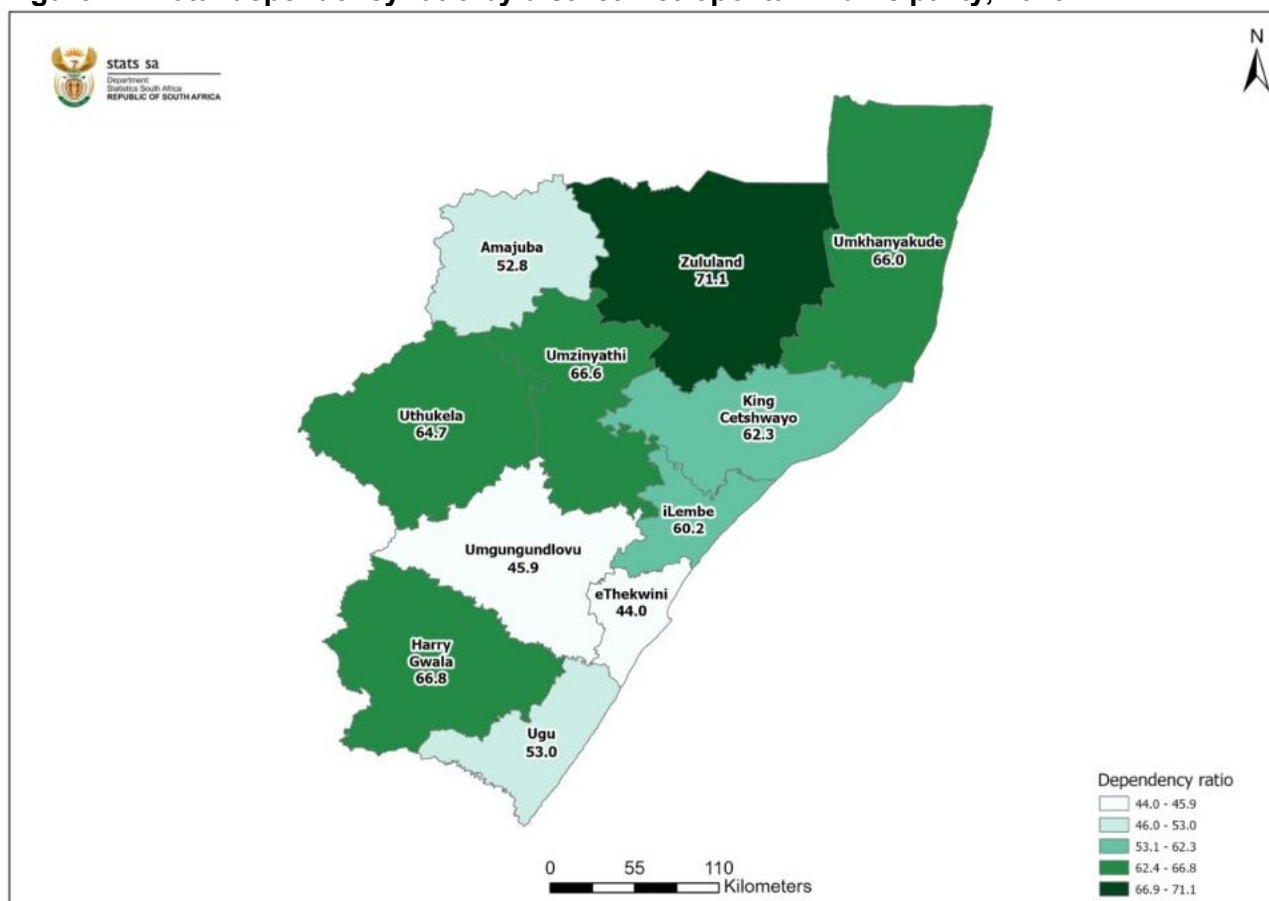 stats sa
Department:
Statistics South Africa
REPUBLIC OF SOUTH AFRICA
N
Amajuba
52.8
Zululand
71.1
Umkhanyakude
66.0
Umzinyathi
66.6
Uthukela
64.7
King
Cetshwayo
62.3
iLembe
60.2
Umgungundlovu
45.9
eThekwini
44.0
Harry
Gwala
66.8
Ugu
53.0
0 55 110
Kilometers
Dependency ratio
44.0 - 45.9
46.0 - 53.0
53.1 - 62.3
62.4 - 66.8
66.9 - 71.1